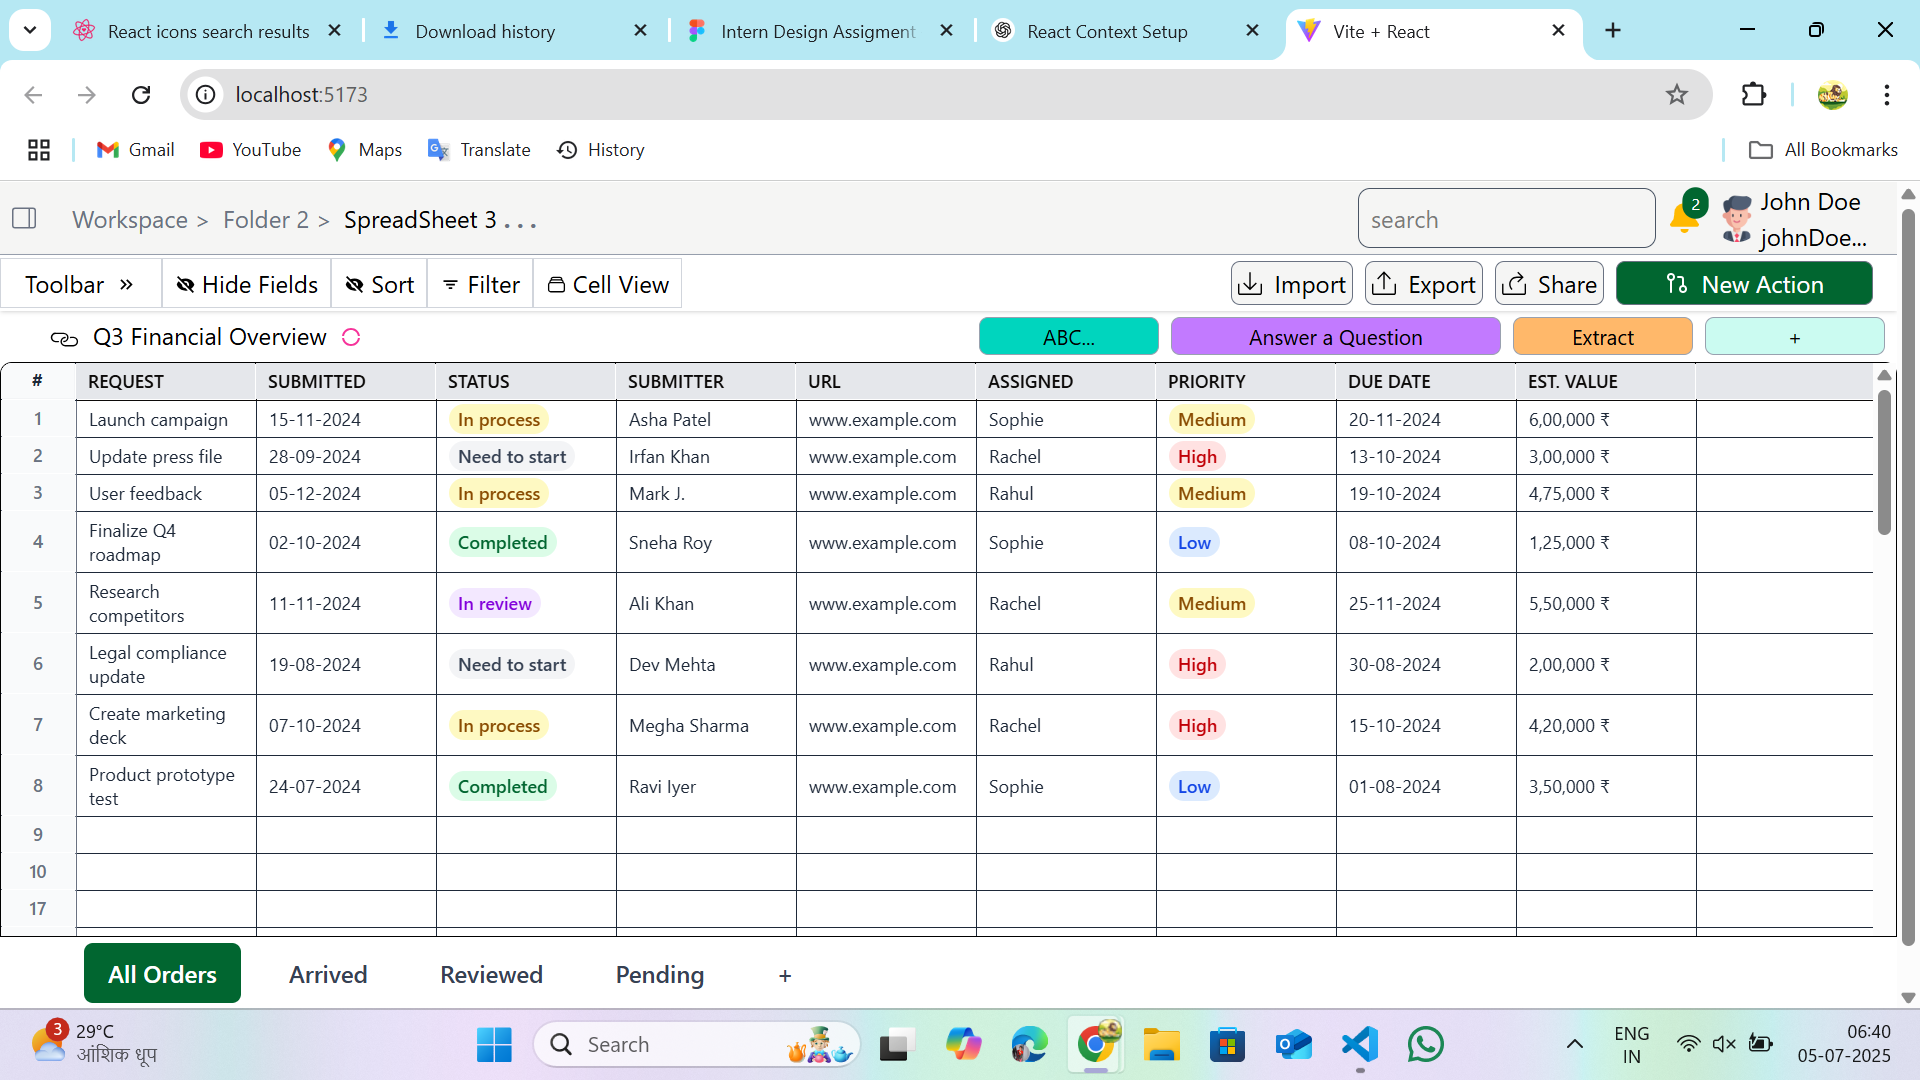 React icons search results
Download history
Intern Design Assigment
React Context Setup
Vite + React
localhost:5173
Gmail YouTube Maps Translate History All Bookmarks
Workspace > Folder 2 > SpreadSheet 3 ...
search
2
John Doe
johnDoe...
Toolbar » Hide Fields Sort Filter Cell View Import Export Share New Action
Q3 Financial Overview ABC... Answer a Question Extract +
# REQUEST SUBMITTED STATUS SUBMITTER URL ASSIGNED PRIORITY DUE DATE EST. VALUE
1 Launch campaign 15-11-2024 In process Asha Patel www.example.com Sophie Medium 20-11-2024 6,00,000 ₹
2 Update press file 28-09-2024 Need to start Irfan Khan www.example.com Rachel High 13-10-2024 3,00,000 ₹
3 User feedback 05-12-2024 In process Mark J. www.example.com Rahul Medium 19-10-2024 4,75,000 ₹
4 Finalize Q4 roadmap 02-10-2024 Completed Sneha Roy www.example.com Sophie Low 08-10-2024 1,25,000 ₹
5 Research competitors 11-11-2024 In review Ali Khan www.example.com Rachel Medium 25-11-2024 5,50,000 ₹
6 Legal compliance update 19-08-2024 Need to start Dev Mehta www.example.com Rahul High 30-08-2024 2,00,000 ₹
7 Create marketing deck 07-10-2024 In process Megha Sharma www.example.com Rachel High 15-10-2024 4,20,000 ₹
8 Product prototype test 24-07-2024 Completed Ravi Iyer www.example.com Sophie Low 01-08-2024 3,50,000 ₹
9
10
17
All Orders Arrived Reviewed Pending +
3
29°C
आंशिक धूप
Search
ENG
IN
06:40
05-07-2025